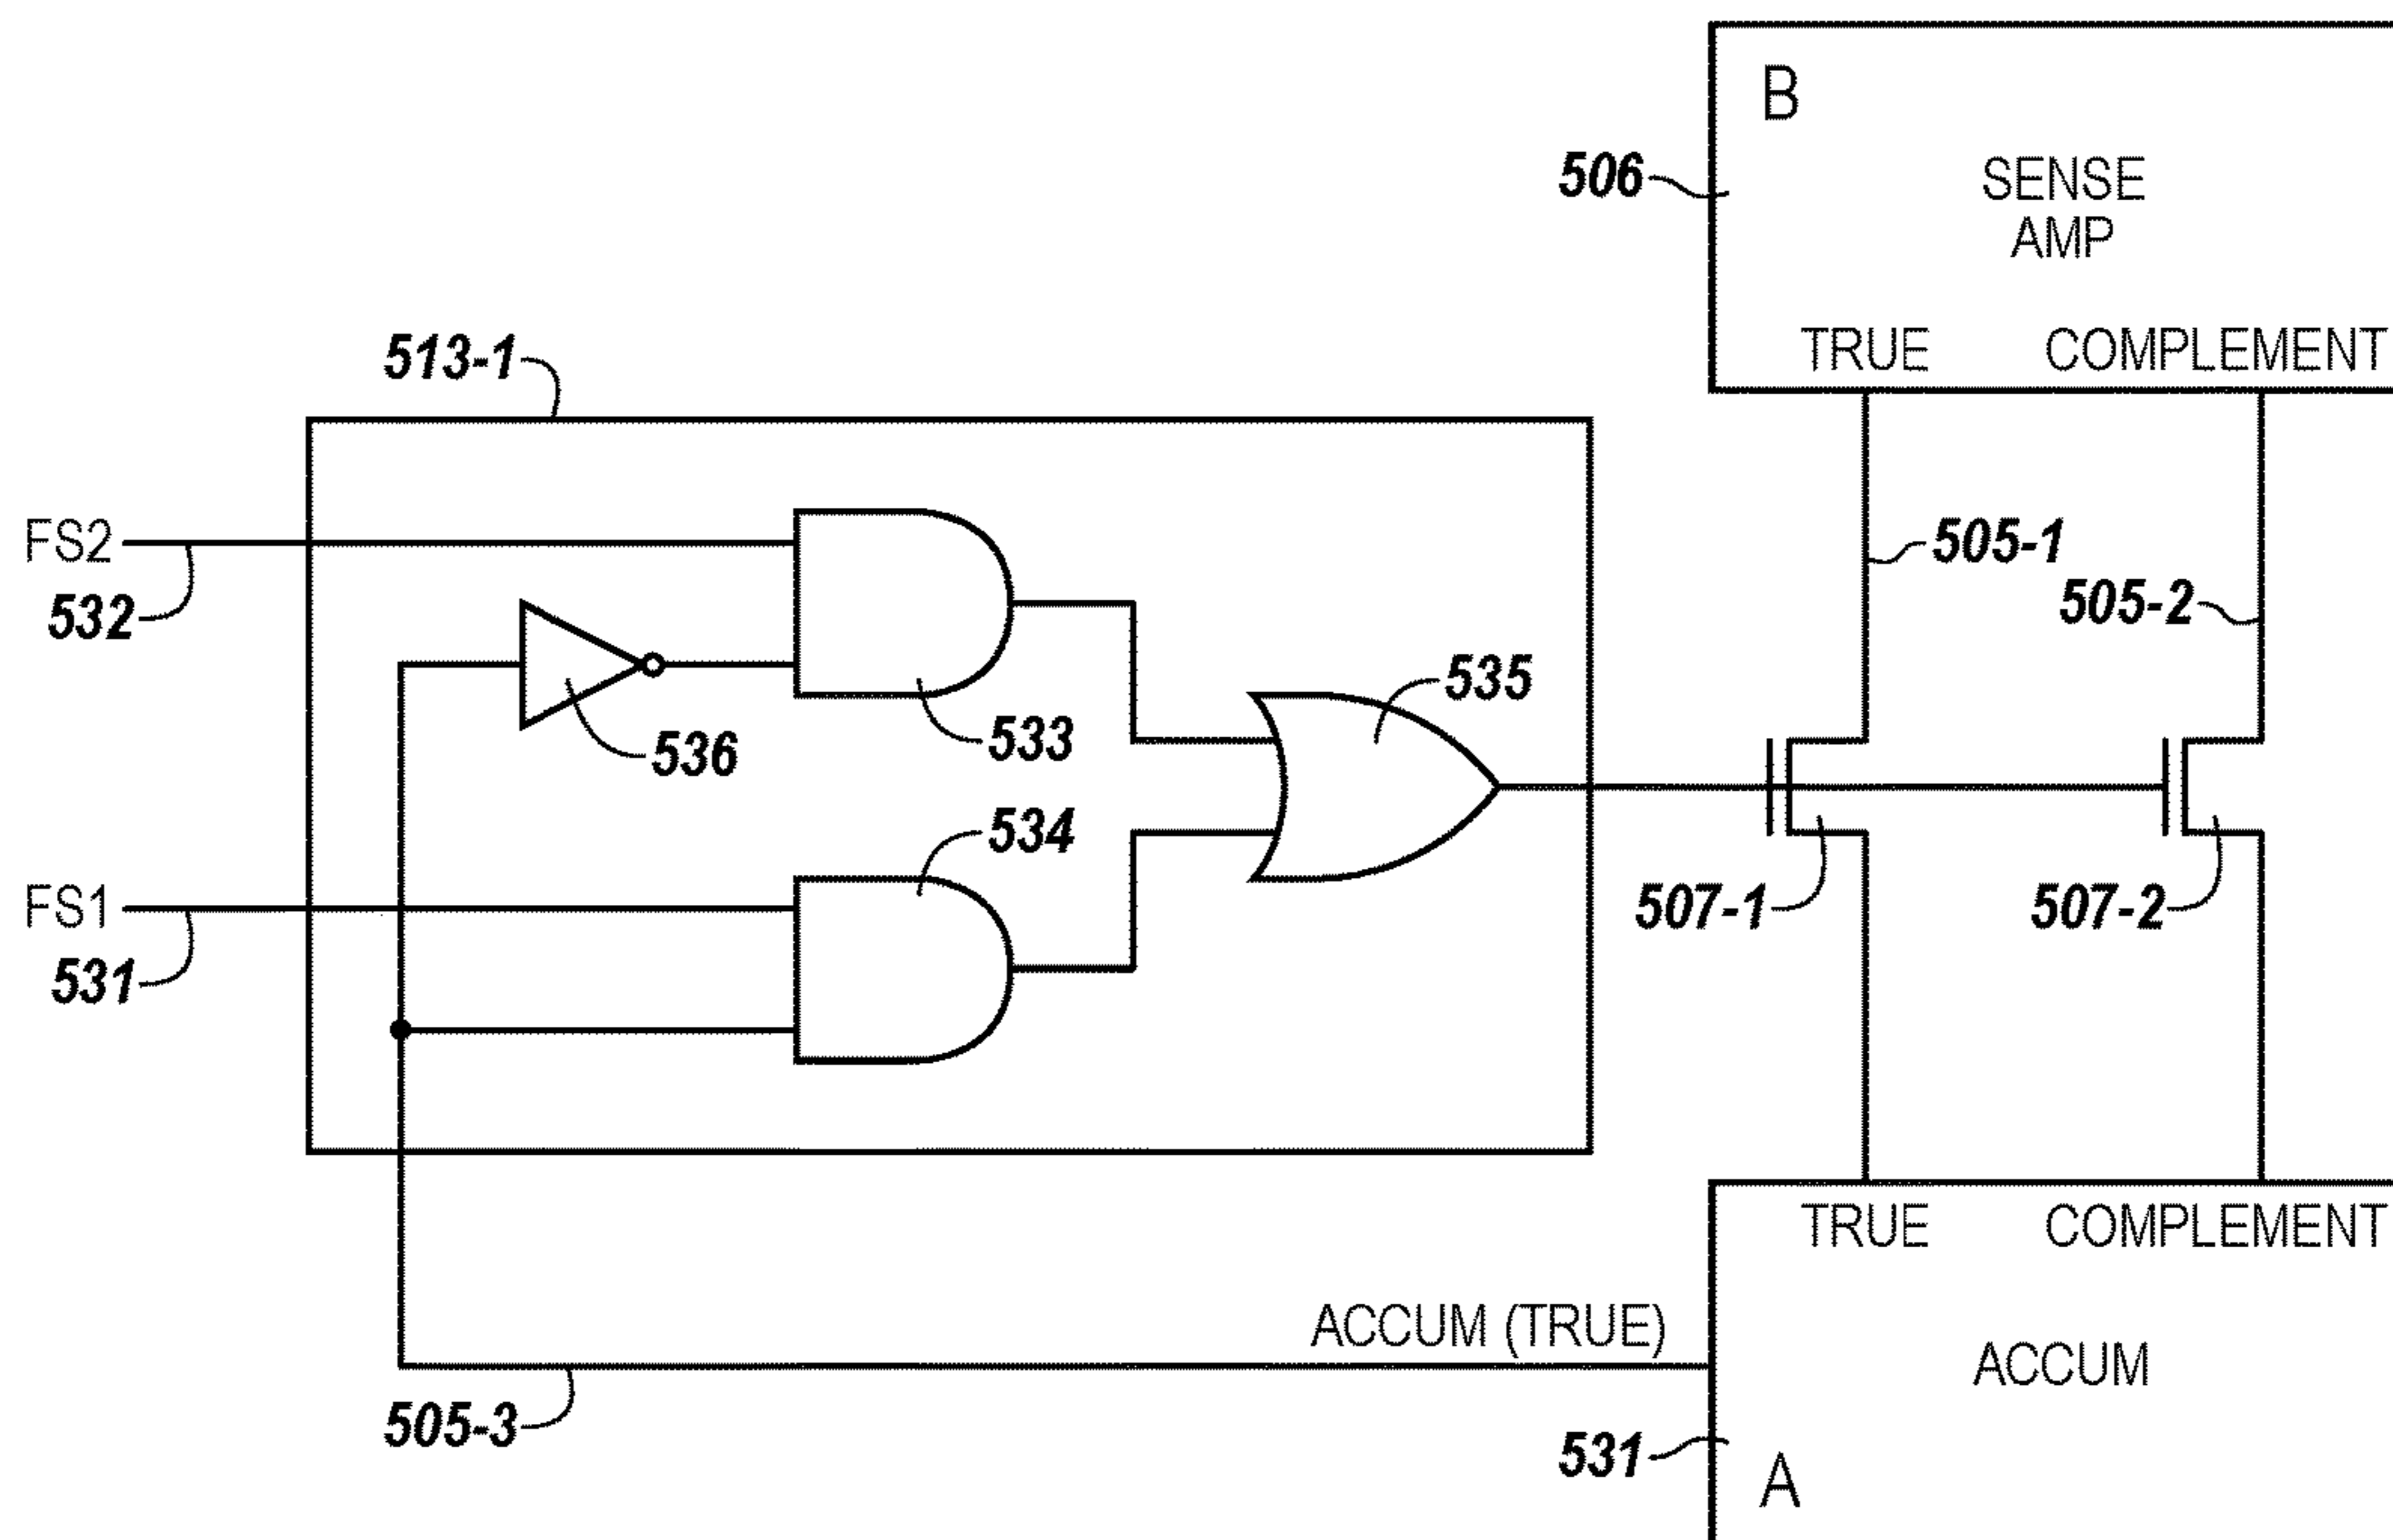 B
506
SENSE
AMP
TRUE COMPLEMENT
513-1
FS2
532
505-1
505-2
536
533
535
534
FS1
531
507-1
507-2
TRUE COMPLEMENT
ACCUM (TRUE)
ACCUM
505-3
531
A